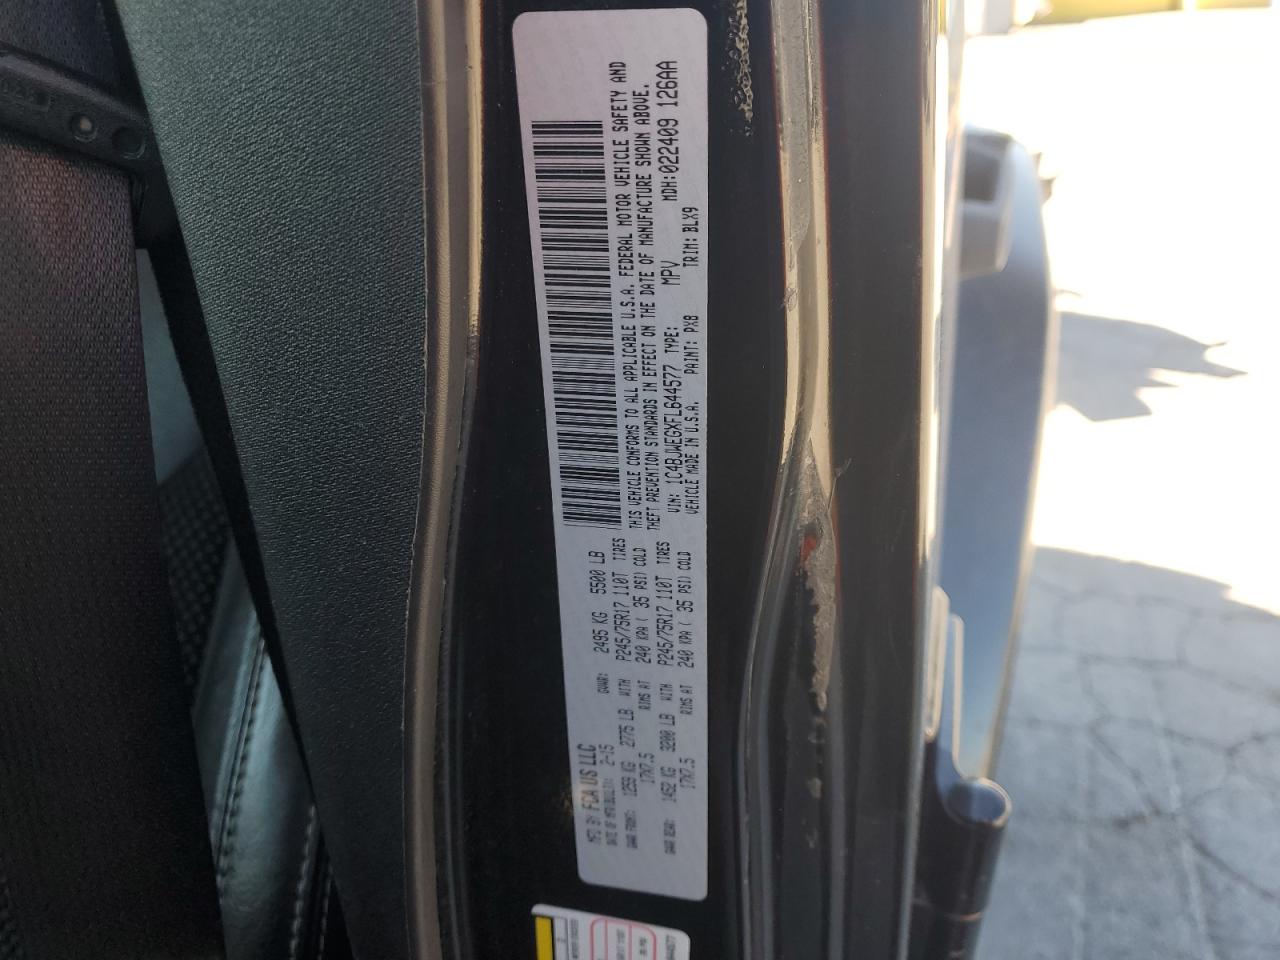 MFD BY FCA US LLC
DATE OF MFR(BUILT): 2-15 GVWR: 2495 KG 5500 LB
GAWR FRONT: 1259 KG 2775 LB WITH P245/75R17 110T TIRES
17X7.5 RIMS AT 240 KPA ( 35 PSI) COLD
GAWR REAR: 1452 KG 3200 LB WITH P245/75R17 110T TIRES
17X7.5 RIMS AT 240 KPA ( 35 PSI) COLD
THIS VEHICLE CONFORMS TO ALL APPLICABLE U.S.A. FEDERAL MOTOR VEHICLE SAFETY AND
THEFT PREVENTION STANDARDS IN EFFECT ON THE DATE OF MANUFACTURE SHOWN ABOVE.
VIN: 1C4BJWEGXFL644577 TYPE: MPV MDH:022409 126AA
VEHICLE MADE IN U.S.A. PAINT: PX8 TRIM: BLX9